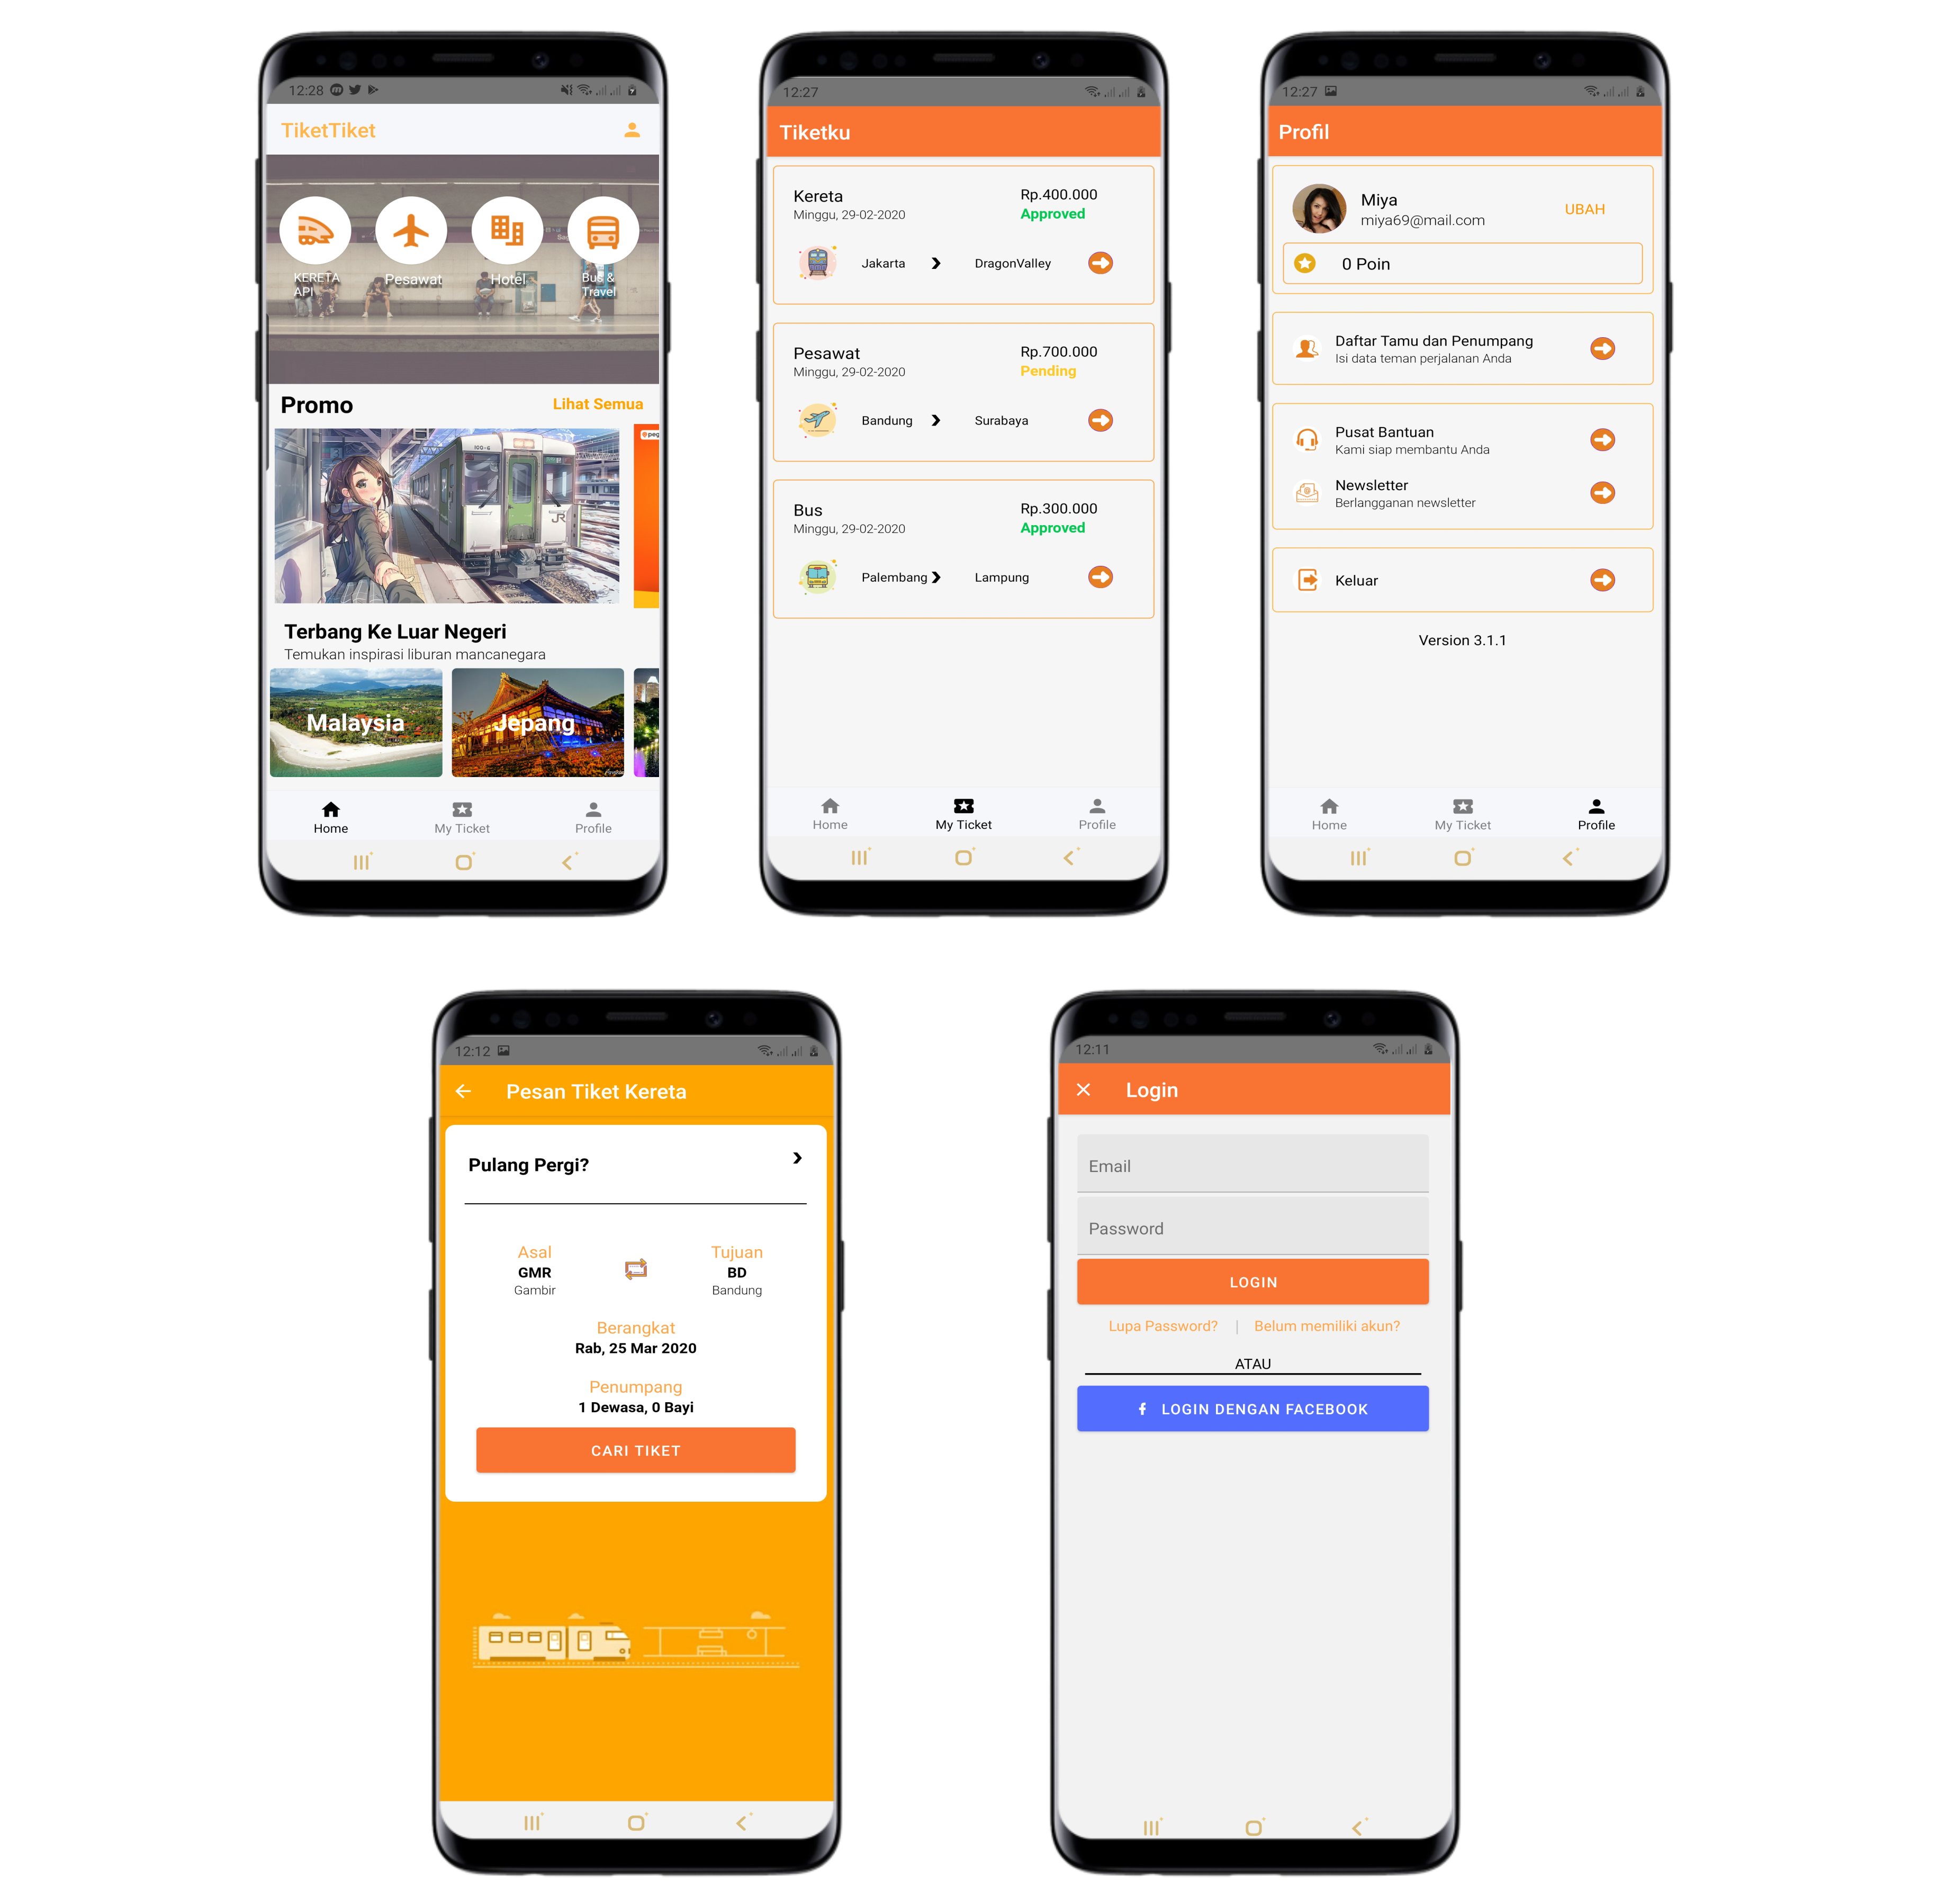 12:28
TiketTiket
KERETA
API
Pesawat
Hotel
Bus &
Travel
Promo
Lihat Semua
100-6
JR
Terbang Ke Luar Negeri
Temukan inspirasi liburan mancanegara
Malaysia
Jepang
Home
My Ticket
Profile
12:27
Tiketku
Kereta
Rp.400.000
Minggu, 29-02-2020
Approved
Jakarta
DragonValley
Pesawat
Rp.700.000
Minggu, 29-02-2020
Pending
Bandung
Surabaya
Bus
Rp.300.000
Minggu, 29-02-2020
Approved
Palembang
Lampung
Home
My Ticket
Profile
12:27
Profil
Miya
miya69@mail.com
UBAH
0 Poin
Daftar Tamu dan Penumpang
Isi data teman perjalanan Anda
Pusat Bantuan
Kami siap membantu Anda
Newsletter
Berlangganan newsletter
Keluar
Version 3.1.1
Home
My Ticket
Profile
12:12
Pesan Tiket Kereta
Pulang Pergi?
Asal
Tujuan
GMR
BD
Gambir
Bandung
Berangkat
Rab, 25 Mar 2020
Penumpang
1 Dewasa, 0 Bayi
CARI TIKET
12:11
Login
Email
Password
LOGIN
Lupa Password? | Belum memiliki akun?
ATAU
LOGIN DENGAN FACEBOOK